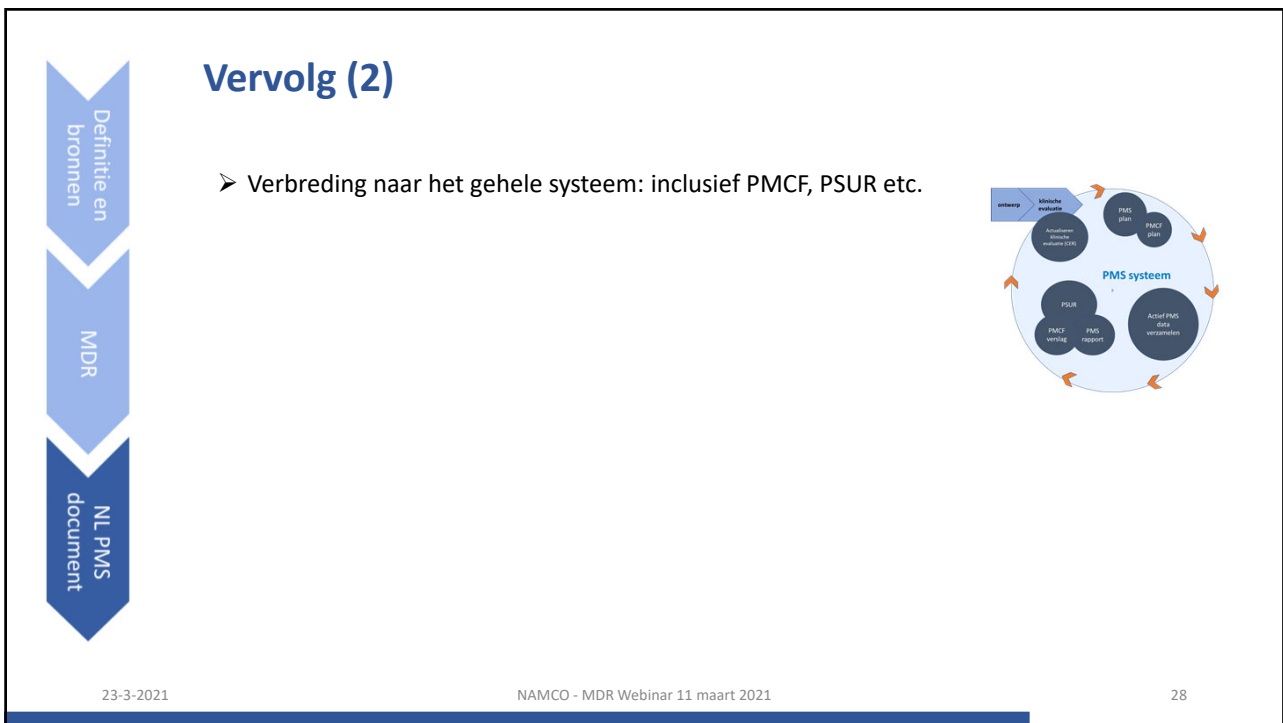 Vervolg (2)
Definitie en
bronnen
MDR
NL PMS
document
➢ Verbreding naar het gehele systeem: inclusief PMCF, PSUR etc.
ontwerp
klinische
evaluatie
Actualiseren
klinische
evaluatie (CER)
PMS
plan
PMCF
plan
PMS systeem
PSUR
PMCF
verslag
PMS
rapport
Actief PMS
data
verzamelen
23-3-2021
NAMCO - MDR Webinar 11 maart 2021
28